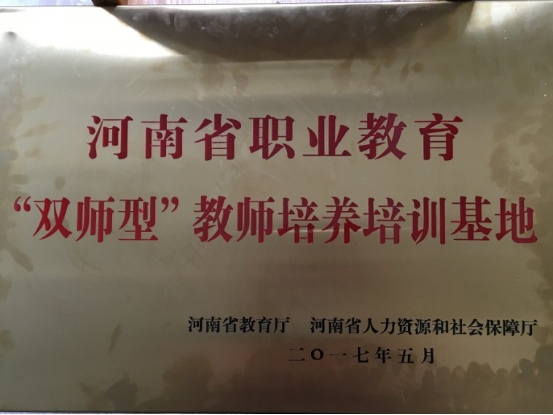 河南省职业教育
“双师型”教师培养培训基地
河南省教育厅 河南省人力资源和社会保障厅
二〇一七年五月